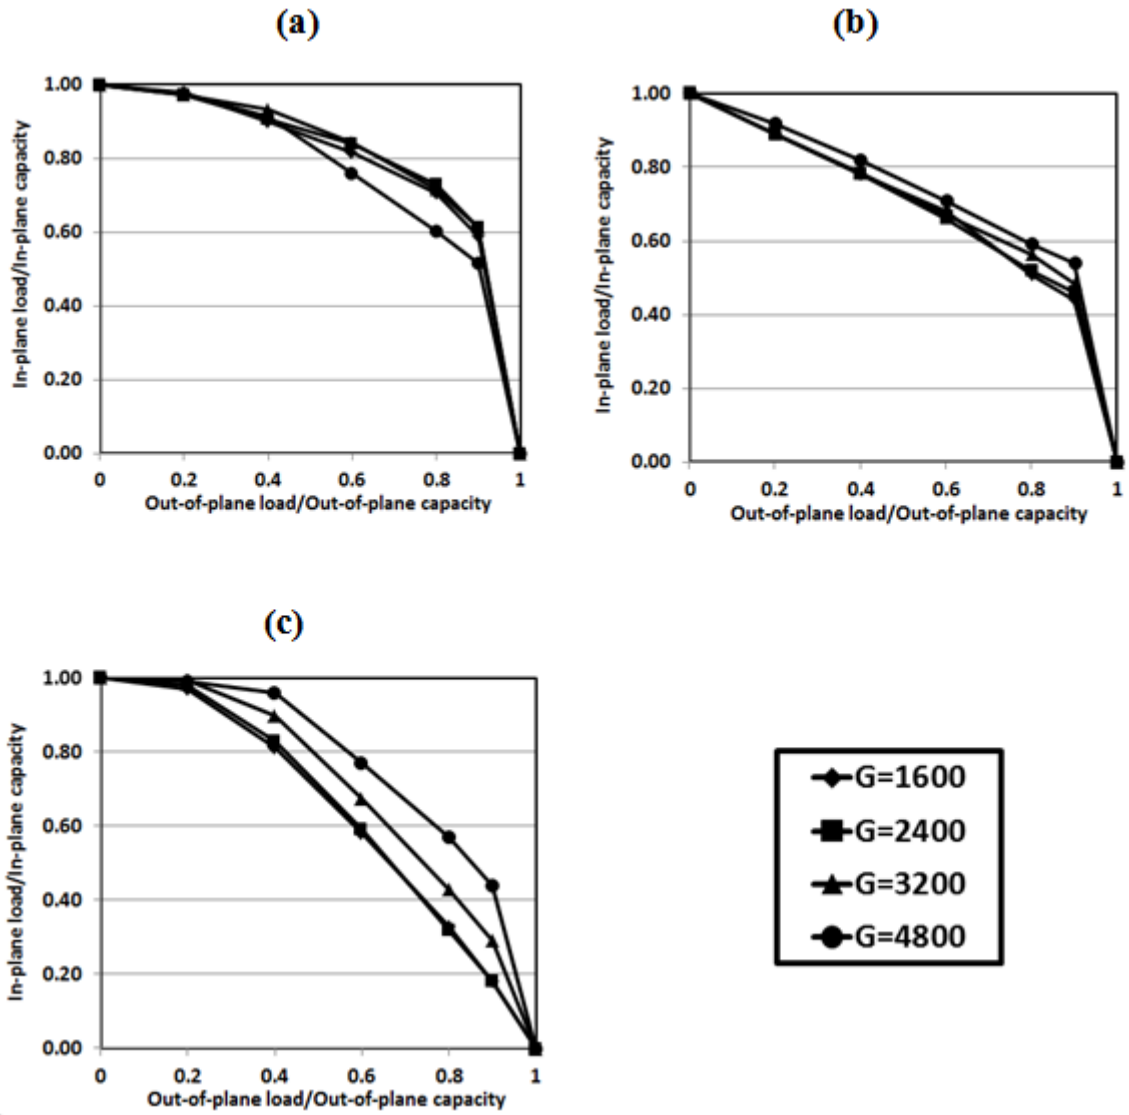 (a)
In-plane load/In-plane capacity
1.00
0.80
0.60
0.40
0.20
0.00
0 0.2 0.4 0.6 0.8 1
Out-of-plane load/Out-of-plane capacity
(b)
In-plane load/In-plane capacity
1.00
0.80
0.60
0.40
0.20
0.00
0 0.2 0.4 0.6 0.8 1
Out-of-plane load/Out-of-plane capacity
(c)
In-plane load/In-plane capacity
1.00
0.80
0.60
0.40
0.20
0.00
0 0.2 0.4 0.6 0.8 1
Out-of-plane load/Out-of-plane capacity
G=1600
G=2400
G=3200
G=4800